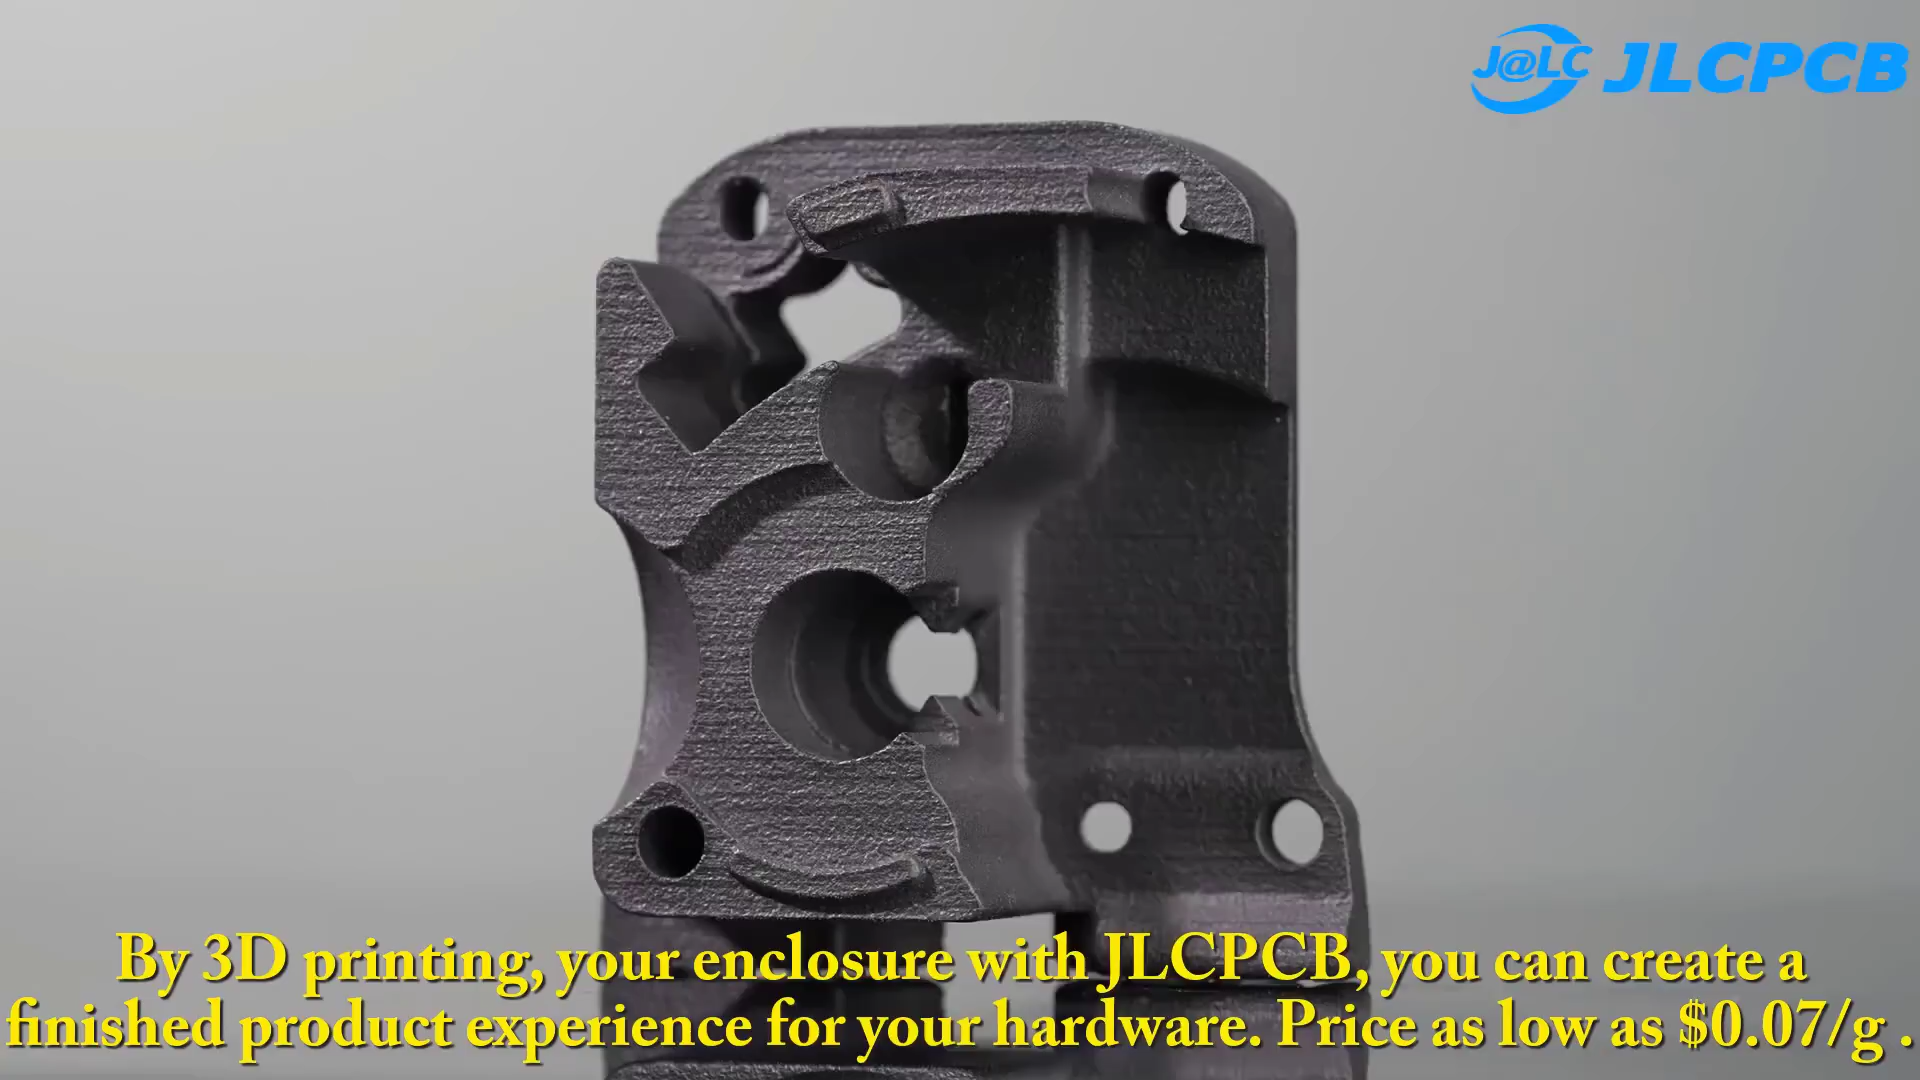 J@LC JLCPCB
By 3D printing, your enclosure with JLCPCB, you can create a
finished product experience for your hardware. Price as low as $0.07/g .